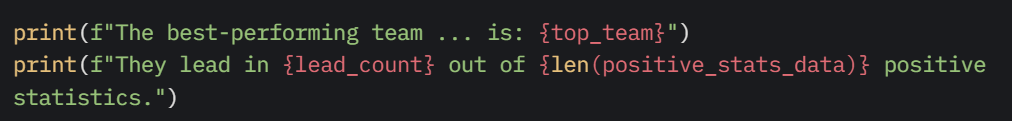 print(f"The best-performing team ... is: {top_team}")
print(f"They lead in {lead_count} out of {len(positive_stats_data)} positive
statistics.")